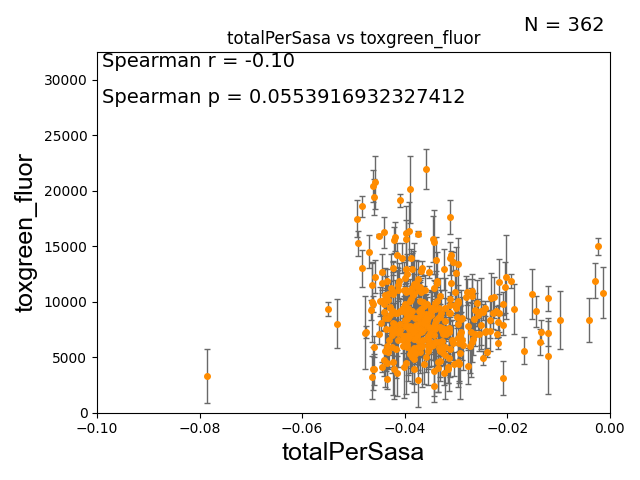 N = 362
totalPerSasa vs toxgreen_fluor
Spearman r = -0.10
Spearman p = 0.0553916932327412
30000
25000
20000
15000
10000
5000
0
toxgreen_fluor
−0.10
−0.08
−0.06
−0.04
−0.02
0.00
totalPerSasa